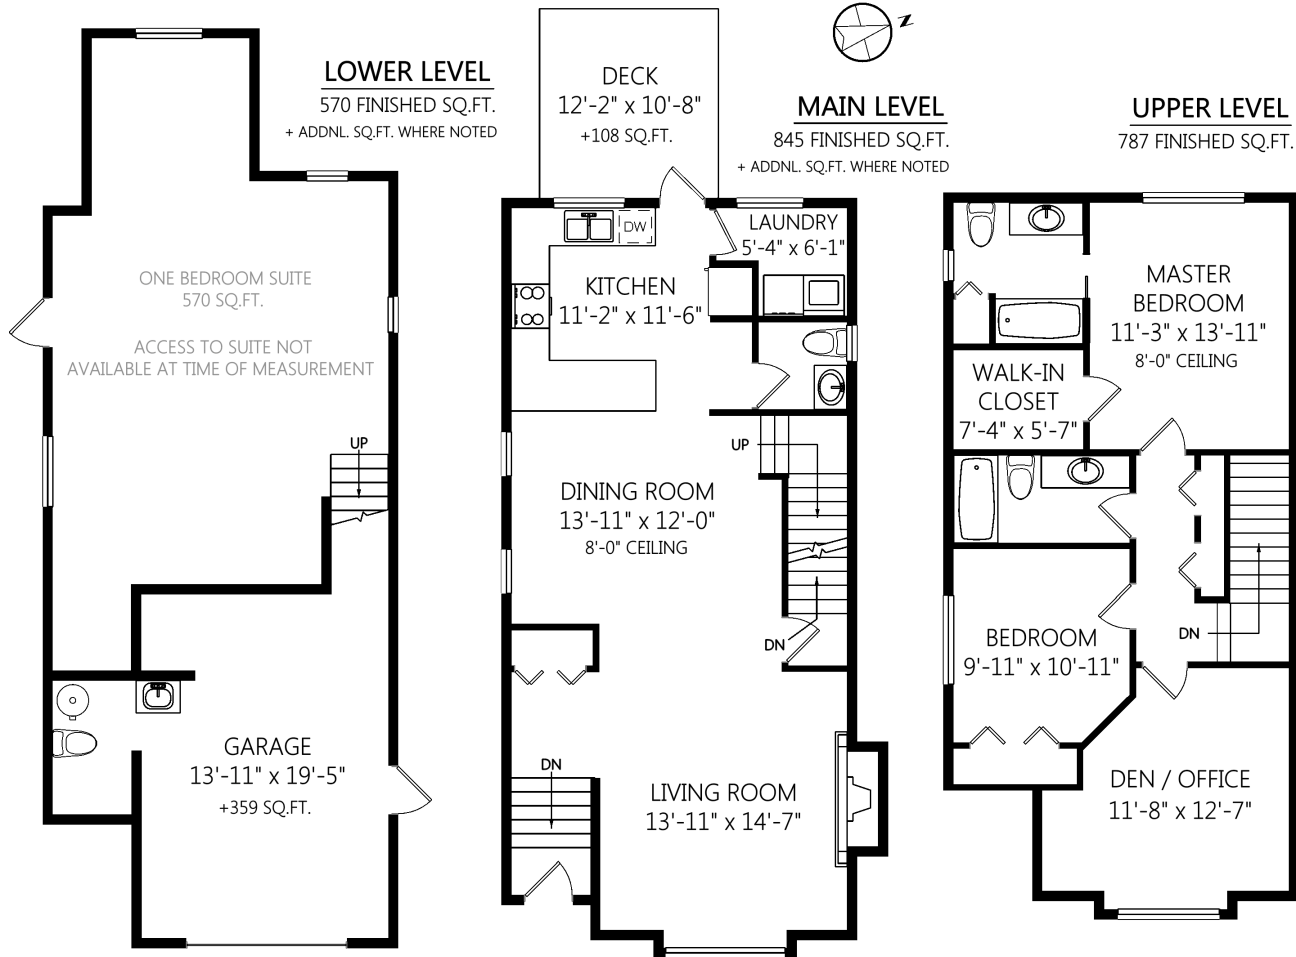 LOWER LEVEL
570 FINISHED SQ.FT.
+ ADDNL. SQ.FT. WHERE NOTED
ONE BEDROOM SUITE
570 SQ.FT.
ACCESS TO SUITE NOT
AVAILABLE AT TIME OF MEASUREMENT
UP
GARAGE
13'-11" x 19'-5"
+359 SQ.FT.
DECK
12'-2" x 10'-8"
+108 SQ.FT.
Z
MAIN LEVEL
845 FINISHED SQ.FT.
+ ADDNL. SQ.FT. WHERE NOTED
DW
LAUNDRY
5'-4" x 6'-1"
KITCHEN
11'-2" x 11'-6"
UP
DINING ROOM
13'-11" x 12'-0"
8'-0" CEILING
DN
DN
LIVING ROOM
13'-11" x 14'-7"
UPPER LEVEL
787 FINISHED SQ.FT.
MASTER
BEDROOM
11'-3" x 13'-11"
8'-0" CEILING
WALK-IN
CLOSET
7'-4" x 5'-7"
BEDROOM
9'-11" x 10'-11"
DN
DEN / OFFICE
11'-8" x 12'-7"